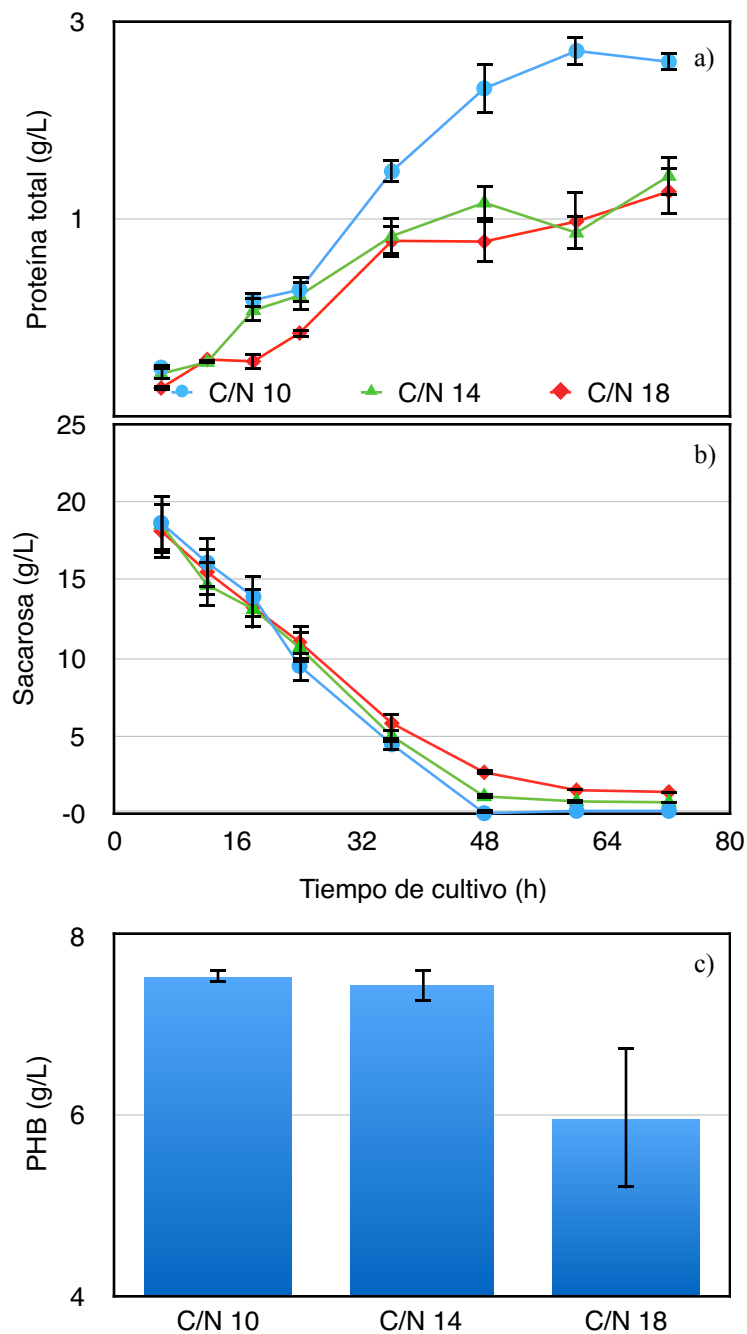 3
a)
Proteína total (g/L)
1
C/N 10 C/N 14 C/N 18
25
b)
20
15
Sacarosa (g/L)
10
5
-0
0 16 32 48 64 80
Tiempo de cultivo (h)
8
c)
PHB (g/L)
6
4
C/N 10 C/N 14 C/N 18